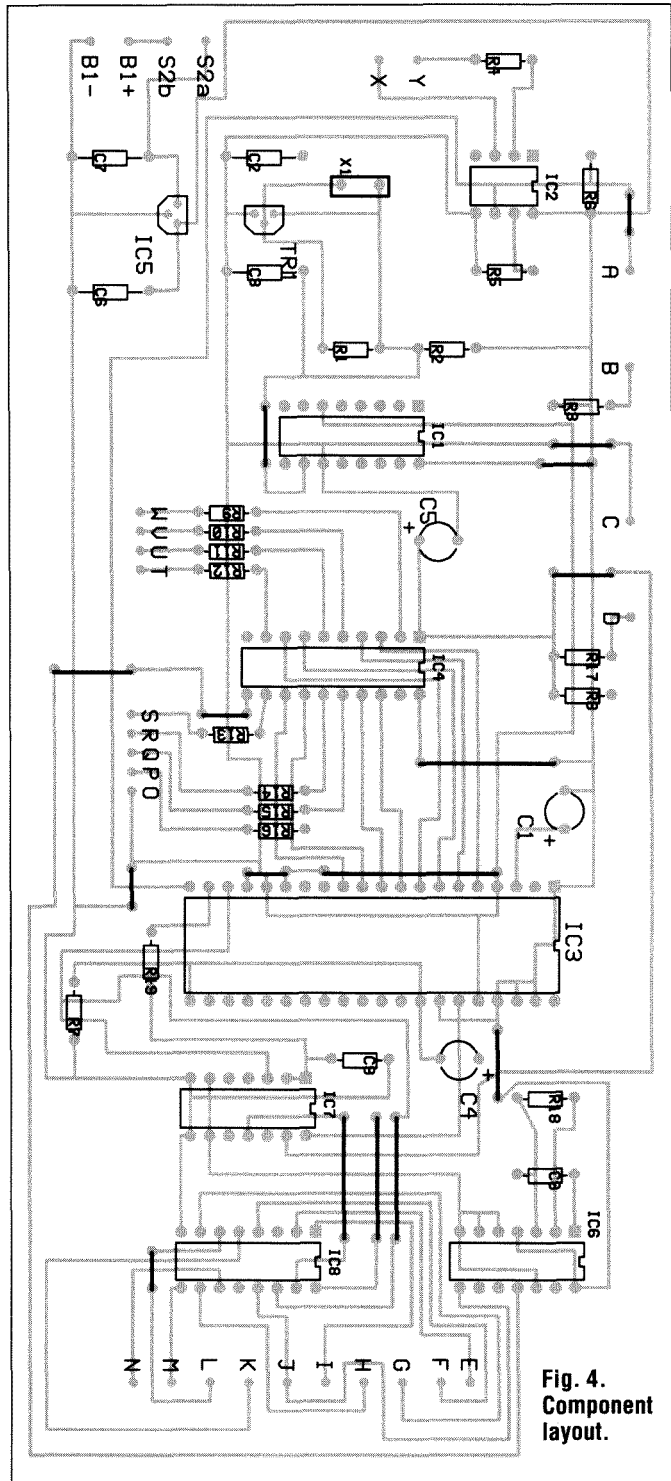 B1-
B1+
S2b
S2a
X
Y
R4
C7
C2
X1
IC2
R6
IC5
TR1
C6
C8
R5
A
R1
R2
B
R3
IC1
C5
C
W
V
U
T
R9
R10
R11
R12
D
IC4
R17
R8
S
R
Q
P
O
R13
R14
R15
R16
C1
IC3
R19
R7
C3
C4
IC7
R18
C9
IC6
IC8
N
M
L
K
J
I
H
G
F
E
Fig. 4.
Component
layout.